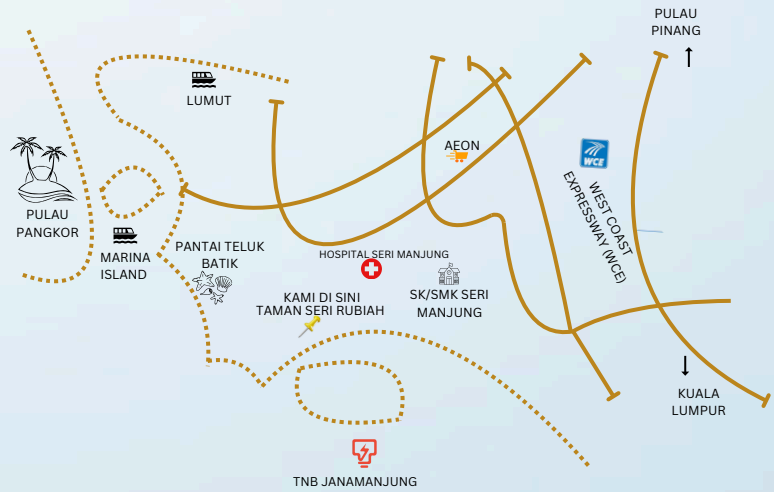 PULAU
PINANG
LUMUT
AEON
WCE
WEST COAST
EXPRESSWAY (WCE)
PULAU
PANGKOR
MARINA
ISLAND
PANTAI TELUK
BATIK
HOSPITAL SERI MANJUNG
KAMI DI SINI
TAMAN SERI RUBIAH
SK/SMK SERI
MANJUNG
KUALA
LUMPUR
TNB JANAMANJUNG